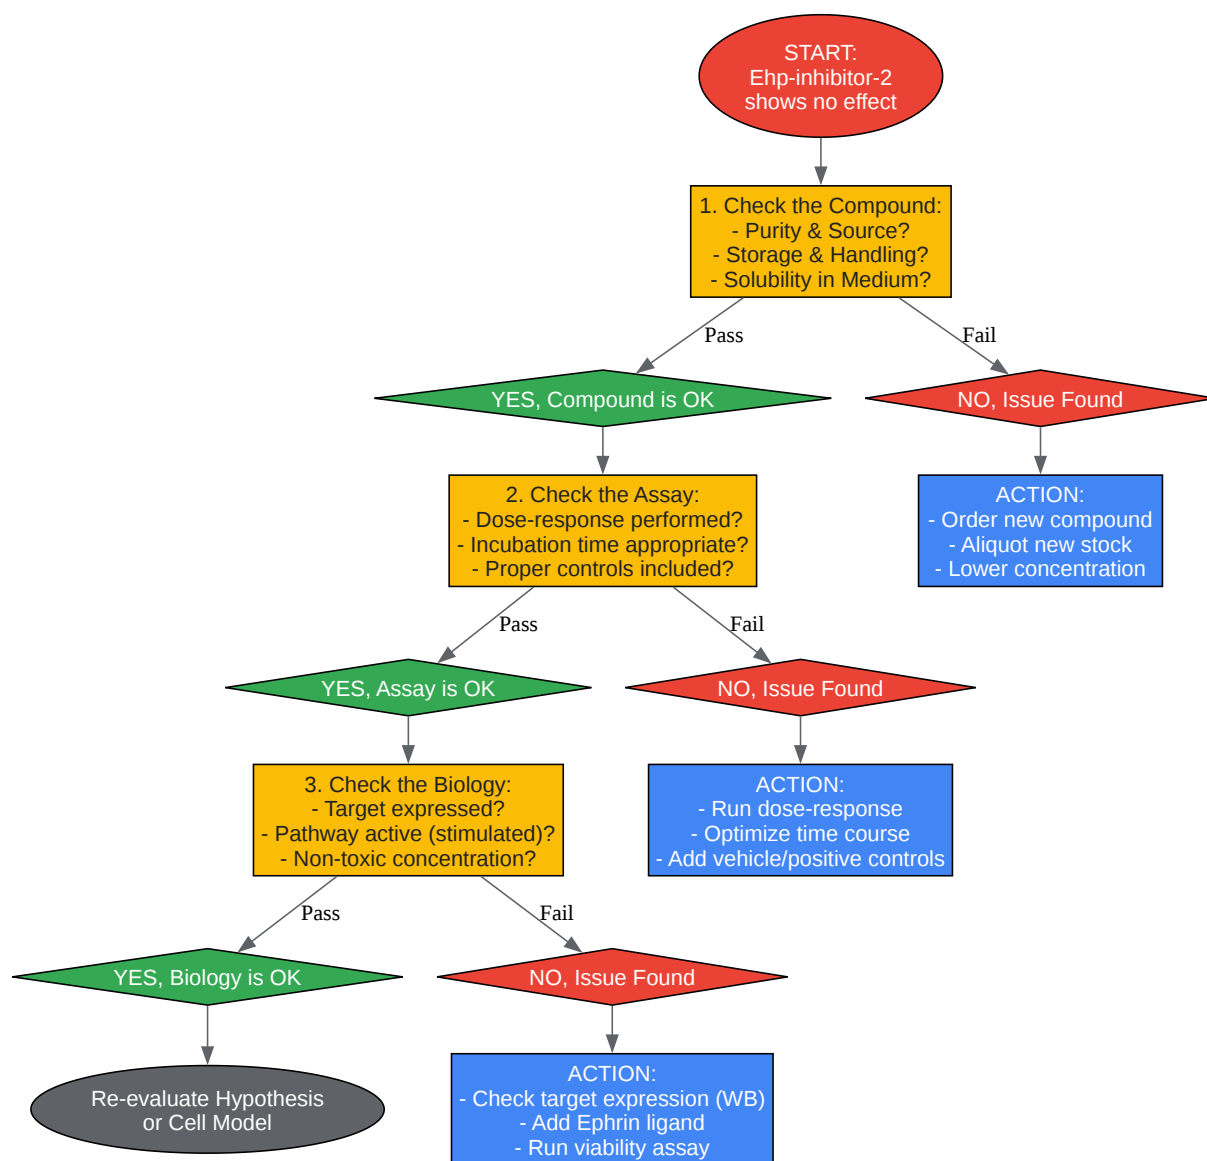 START:
Ehp-inhibitor-2
shows no effect
1. Check the Compound:
- Purity & Source?
- Storage & Handling?
- Solubility in Medium?
Pass
Fail
YES, Compound is OK
NO, Issue Found
2. Check the Assay:
- Dose-response performed?
- Incubation time appropriate?
- Proper controls included?
ACTION:
- Order new compound
- Aliquot new stock
- Lower concentration
Pass
Fail
YES, Assay is OK
NO, Issue Found
3. Check the Biology:
- Target expressed?
- Pathway active (stimulated)?
- Non-toxic concentration?
ACTION:
- Run dose-response
- Optimize time course
- Add vehicle/positive controls
Pass
Fail
YES, Biology is OK
NO, Issue Found
Re-evaluate Hypothesis
or Cell Model
ACTION:
- Check target expression (WB)
- Add Ephrin ligand
- Run viability assay